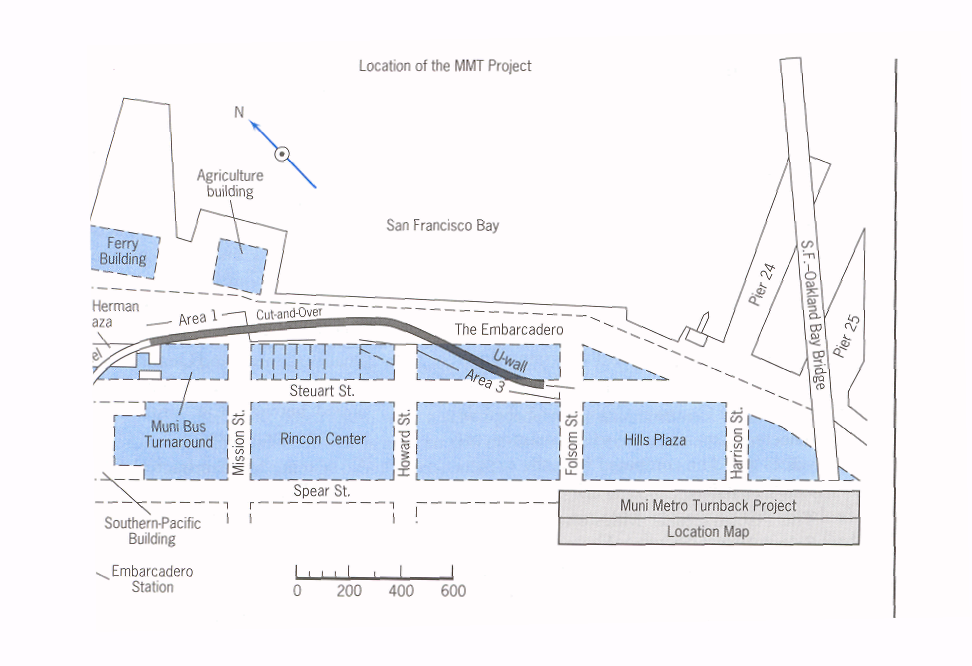 Location of the MMT Project
N
Agriculture
building
San Francisco Bay
Ferry
Building
S.F.–Oakland Bay Bridge
Pier 24
Pier 25
Herman
aza
el
Area 1
Cut-and-Over
The Embarcadero
U-wall
Area 3
Steuart St.
Muni Bus
Turnaround
Mission St.
Rincon Center
Howard St.
Folsom St.
Hills Plaza
Harrison St.
Spear St.
Muni Metro Turnback Project
Location Map
Southern-Pacific
Building
Embarcadero
Station
0 200 400 600